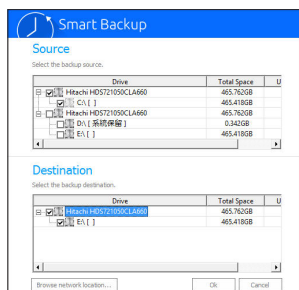 Smart Backup
Source
Select the backup source.
Drive Total Space U
Hitachi HDS721050CLA660 465.762GB
C:\ [ ] 465.418GB
Hitachi HDS721050CLA660 465.762GB
D:\ [ 系統保留 ] 0.342GB
E:\ [ ] 465.418GB
Destination
Select the backup destination.
Drive Total Space U
Hitachi HDS721050CLA660 465.762GB
E:\ [ ] 465.418GB
Browse network location... Ok Cancel